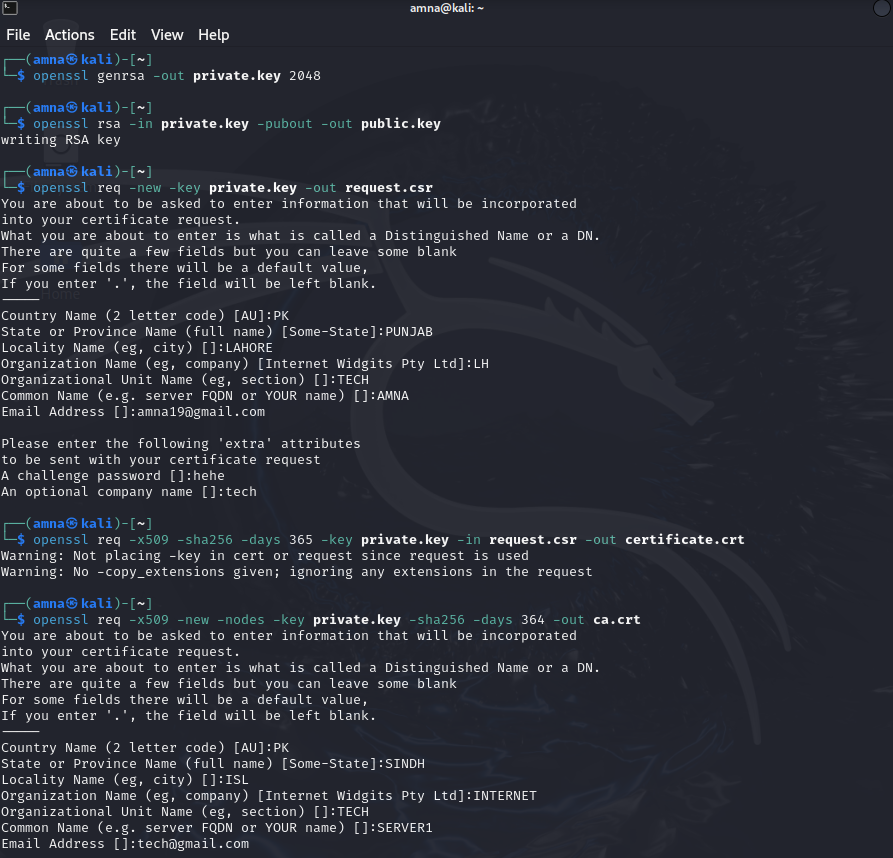 amna@kali: ~
File Actions Edit View Help
┌──(amna㉿kali)-[~]
└─$ openssl genrsa -out private.key 2048
┌──(amna㉿kali)-[~]
└─$ openssl rsa -in private.key -pubout -out public.key
writing RSA key
┌──(amna㉿kali)-[~]
└─$ openssl req -new -key private.key -out request.csr
You are about to be asked to enter information that will be incorporated
into your certificate request.
What you are about to enter is what is called a Distinguished Name or a DN.
There are quite a few fields but you can leave some blank
For some fields there will be a default value,
If you enter '.', the field will be left blank.
-----
Country Name (2 letter code) [AU]:PK
State or Province Name (full name) [Some-State]:PUNJAB
Locality Name (eg, city) []:LAHORE
Organization Name (eg, company) [Internet Widgits Pty Ltd]:LH
Organizational Unit Name (eg, section) []:TECH
Common Name (e.g. server FQDN or YOUR name) []:AMNA
Email Address []:amna19@gmail.com
Please enter the following 'extra' attributes
to be sent with your certificate request
A challenge password []:hehe
An optional company name []:tech
┌──(amna㉿kali)-[~]
└─$ openssl req -x509 -sha256 -days 365 -key private.key -in request.csr -out certificate.crt
Warning: Not placing -key in cert or request since request is used
Warning: No -copy_extensions given; ignoring any extensions in the request
┌──(amna㉿kali)-[~]
└─$ openssl req -x509 -new -nodes -key private.key -sha256 -days 364 -out ca.crt
You are about to be asked to enter information that will be incorporated
into your certificate request.
What you are about to enter is what is called a Distinguished Name or a DN.
There are quite a few fields but you can leave some blank
For some fields there will be a default value,
If you enter '.', the field will be left blank.
-----
Country Name (2 letter code) [AU]:PK
State or Province Name (full name) [Some-State]:SINDH
Locality Name (eg, city) []:ISL
Organization Name (eg, company) [Internet Widgits Pty Ltd]:INTERNET
Organizational Unit Name (eg, section) []:TECH
Common Name (e.g. server FQDN or YOUR name) []:SERVER1
Email Address []:tech@gmail.com
Home